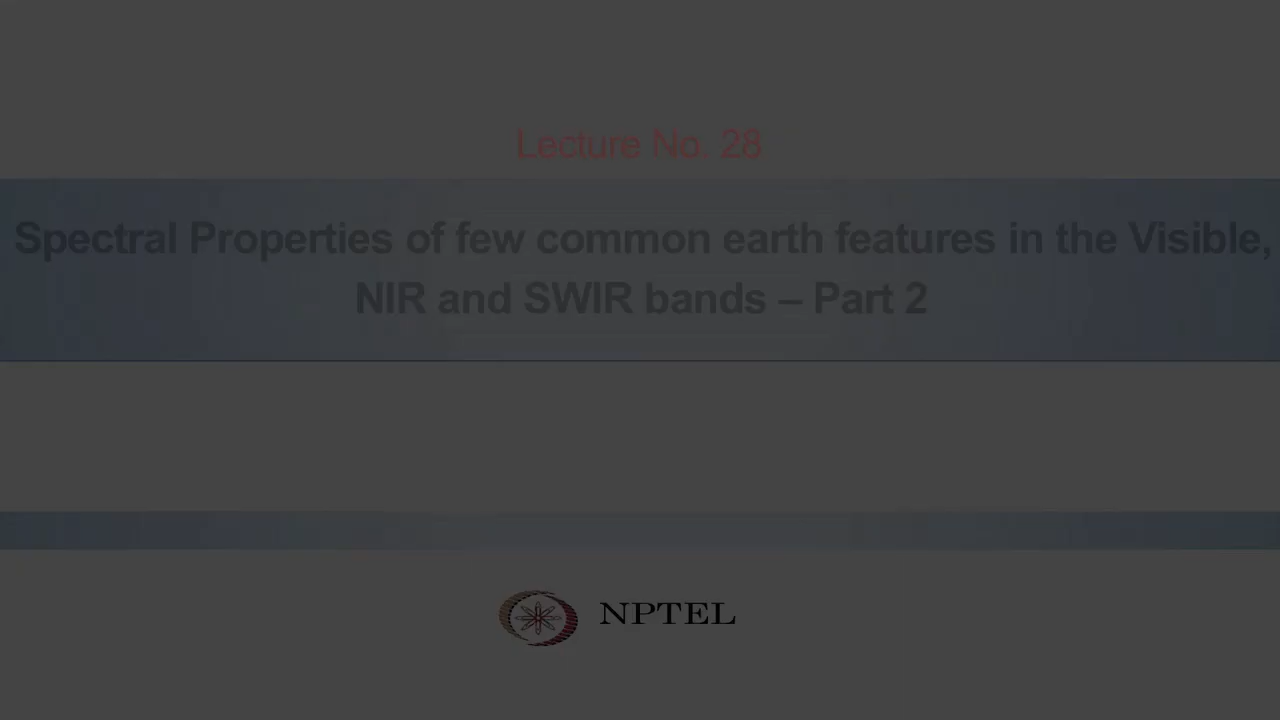 Lecture No. 28
Spectral Properties of few common earth features in the Visible,
NIR and SWIR bands – Part 2
NPTEL